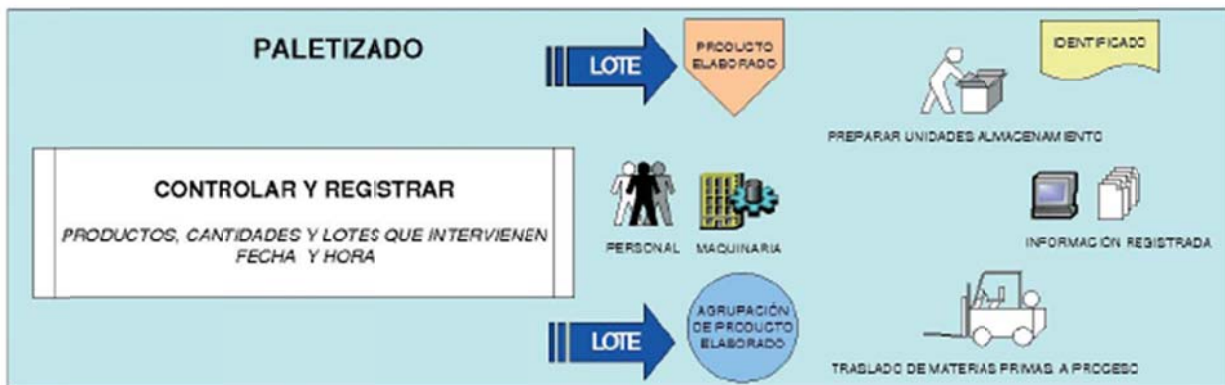 PALETIZADO
LOTE
PRODUCTO
ELABORADO
IDENTIFICADO
PREPARAR UNIDADES ALMACENAMIENTO
CONTROLAR Y REGISTRAR
PRODUCTOS, CANTIDADES Y LOTES QUE INTERVIENEN
FECHA Y HORA
PERSONAL
MAQUINARIA
INFORMACIÓN REGISTRADA
LOTE
AGRUPACIÓN
DE PRODUCTO
ELABORADO
TRASLADO DE MATERIAS PRIMAS A PROCESO